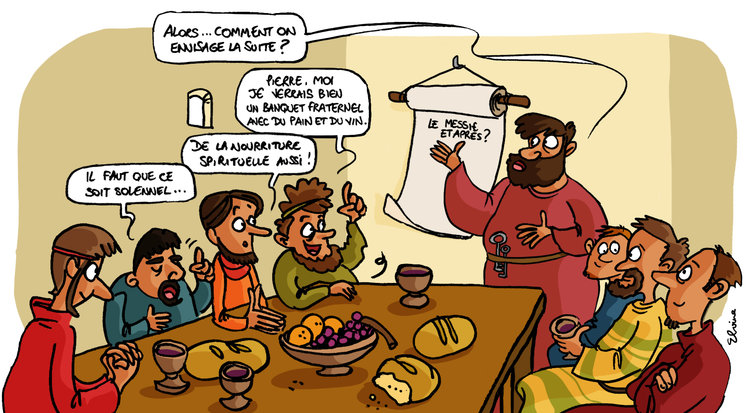 ALORS... COMMENT ON
ENVISAGE LA SUITE ?
PIERRE, MOI
JE VERRAIS BIEN
UN BANQUET FRATERNEL
AVEC DU PAIN ET DU VIN.
DE LA NOURRITURE
SPIRITUELLE AUSSI !
IL FAUT QUE CE
SOIT SOLENNEL...
LE MESSIE
ET APRÈS ?
Elvine